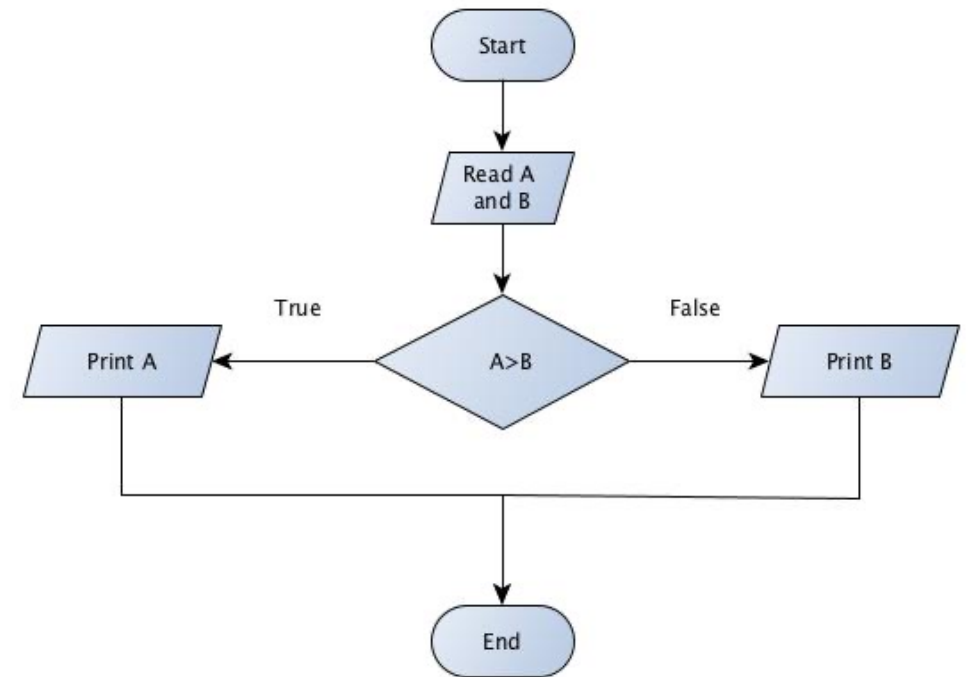 Start
Read A
and B
True
False
Print A
A>B
Print B
End